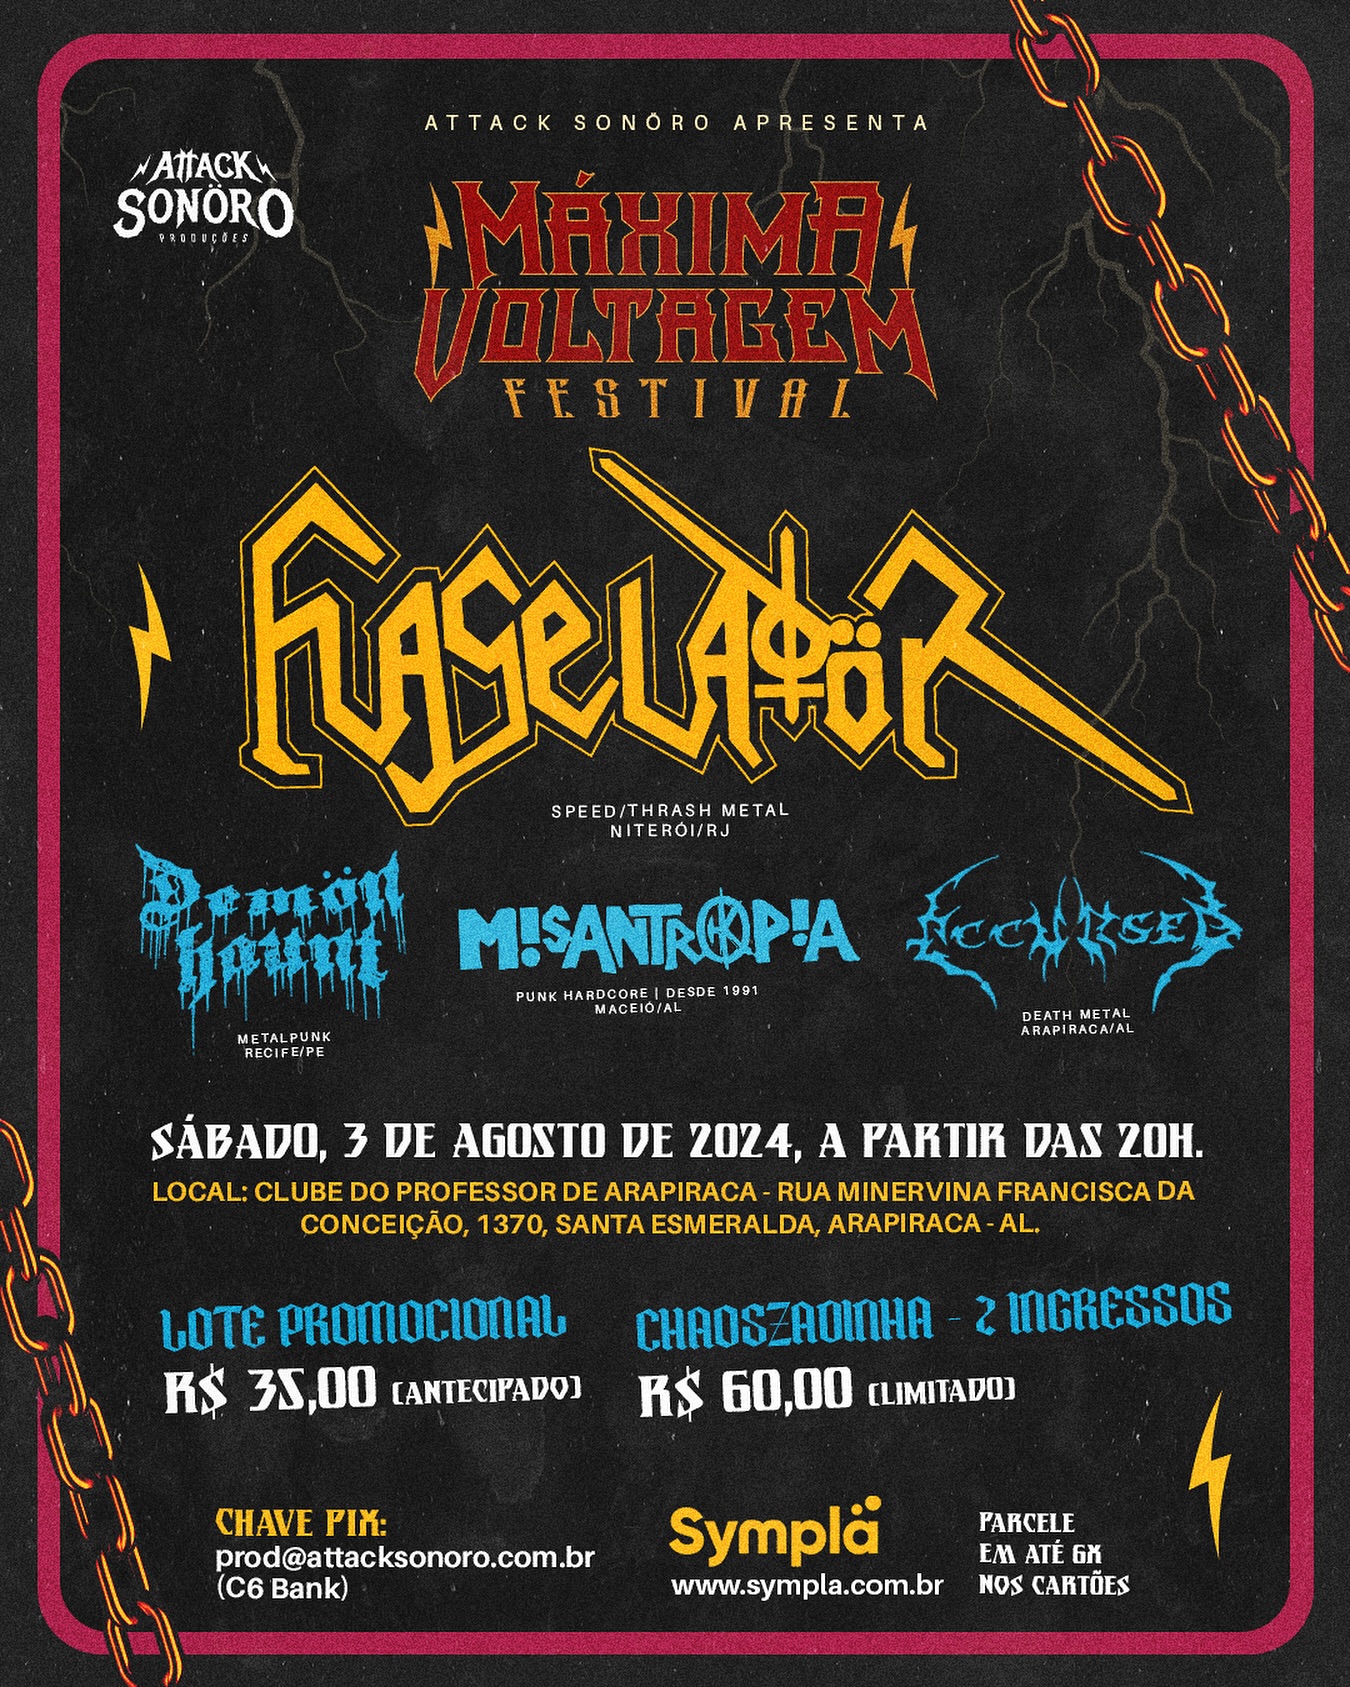 ATTACK SONÖRO APRESENTA
ATTACK
SONÖRO
PRODUÇÕES
MÁXIMA
VOLTAGEM
FESTIVAL
FLAGELATÖR
SPEED/THRASH METAL
NITERÓI/RJ
Demön
haunt
METALPUNK
RECIFE/PE
M!SANTROP!A
PUNK HARDCORE | DESDE 1991
MACEIÓ/AL
ACCURSED
DEATH METAL
ARAPIRACA/AL
SÁBADO, 3 DE AGOSTO DE 2024, A PARTIR DAS 20H.
LOCAL: CLUBE DO PROFESSOR DE ARAPIRACA - RUA MINERVINA FRANCISCA DA
CONCEIÇÃO, 1370, SANTA ESMERALDA, ARAPIRACA - AL.
LOTE PROMOCIONAL
R$ 35,00 (ANTECIPADO)
CHAOSZADINHA - 2 INGRESSOS
R$ 60,00 (LIMITADO)
CHAVE PIX:
prod@attacksonoro.com.br
(C6 Bank)
Symplä
www.sympla.com.br
PARCELE
EM ATÉ 6X
NOS CARTÕES